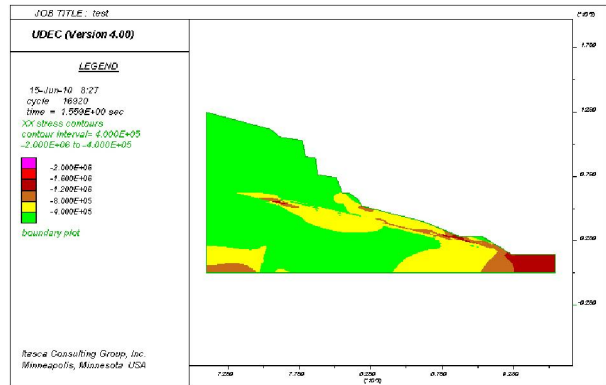 JOB TITLE : test
UDEC (Version 4.00)
LEGEND
15-Jun-10 8:27
cycle 16920
time = 1.559E+00 sec
XX stress contours
contour interval= 4.000E+05
-2.000E+06 to -4.000E+05
-2.000E+06
-1.600E+06
-1.200E+06
-8.000E+05
-4.000E+05
boundary plot
Itasca Consulting Group, Inc.
Minneapolis, Minnesota USA
1.750
1.250
0.750
0.250
-0.250
7.250
7.750
8.250
8.750
9.250